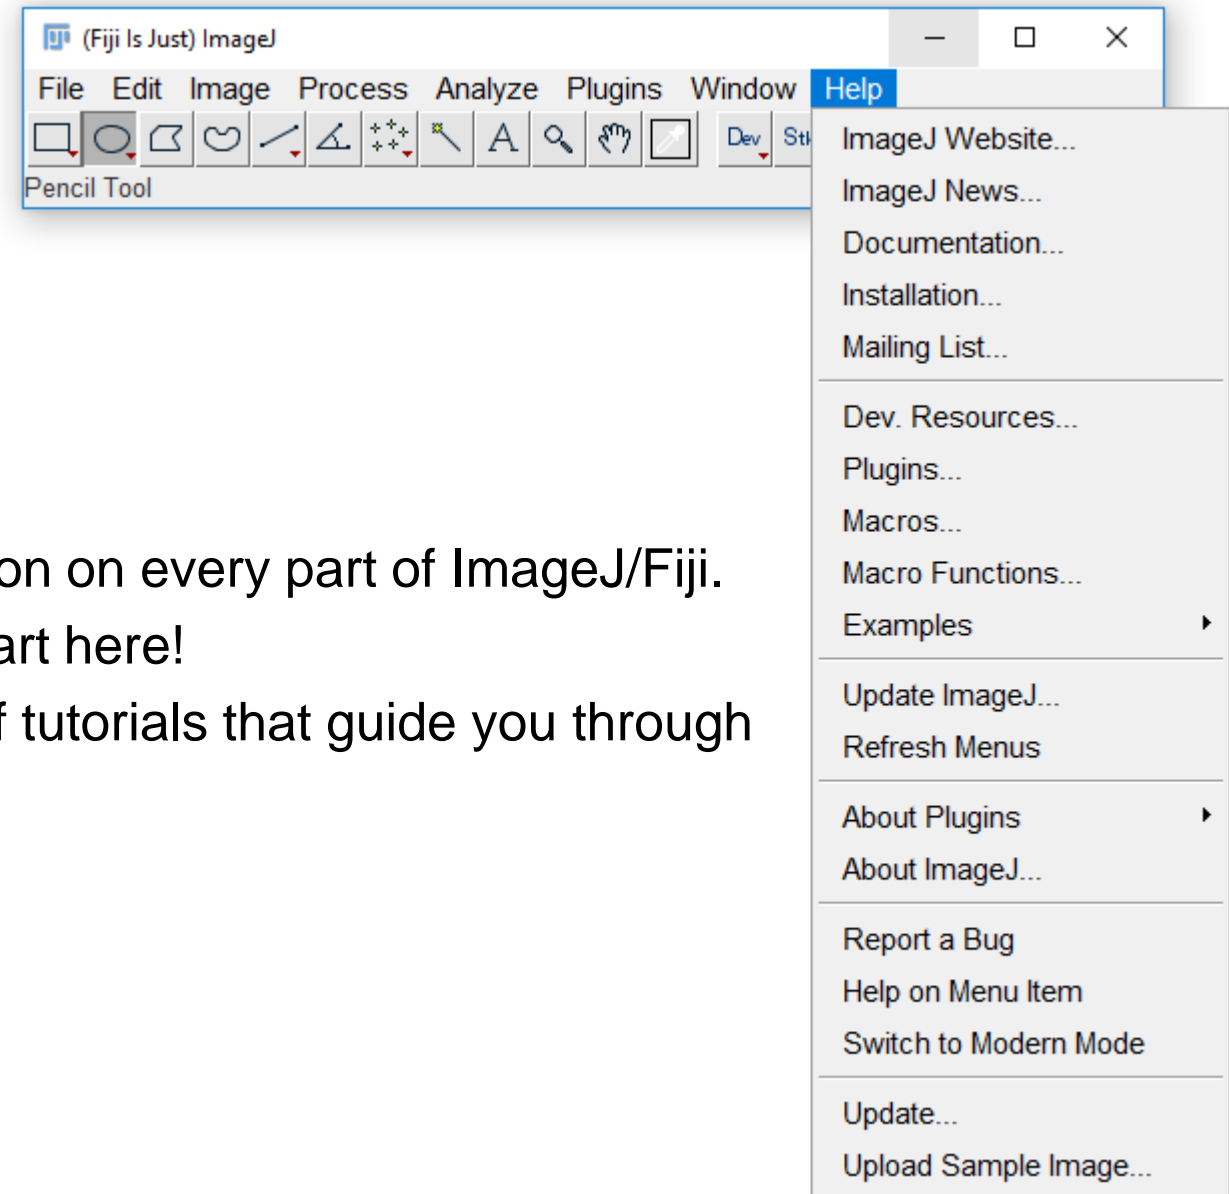 (Fiji Is Just) ImageJ
File Edit Image Process Analyze Plugins Window Help
A Dev Stk
Pencil Tool
ImageJ Website...
ImageJ News...
Documentation...
Installation...
Mailing List...
Dev. Resources...
Plugins...
Macros...
Macro Functions...
Examples
Update ImageJ...
Refresh Menus
About Plugins
About ImageJ...
Report a Bug
Help on Menu Item
Switch to Modern Mode
Update...
Upload Sample Image...
on on every part of ImageJ/Fiji.
art here!
f tutorials that guide you through